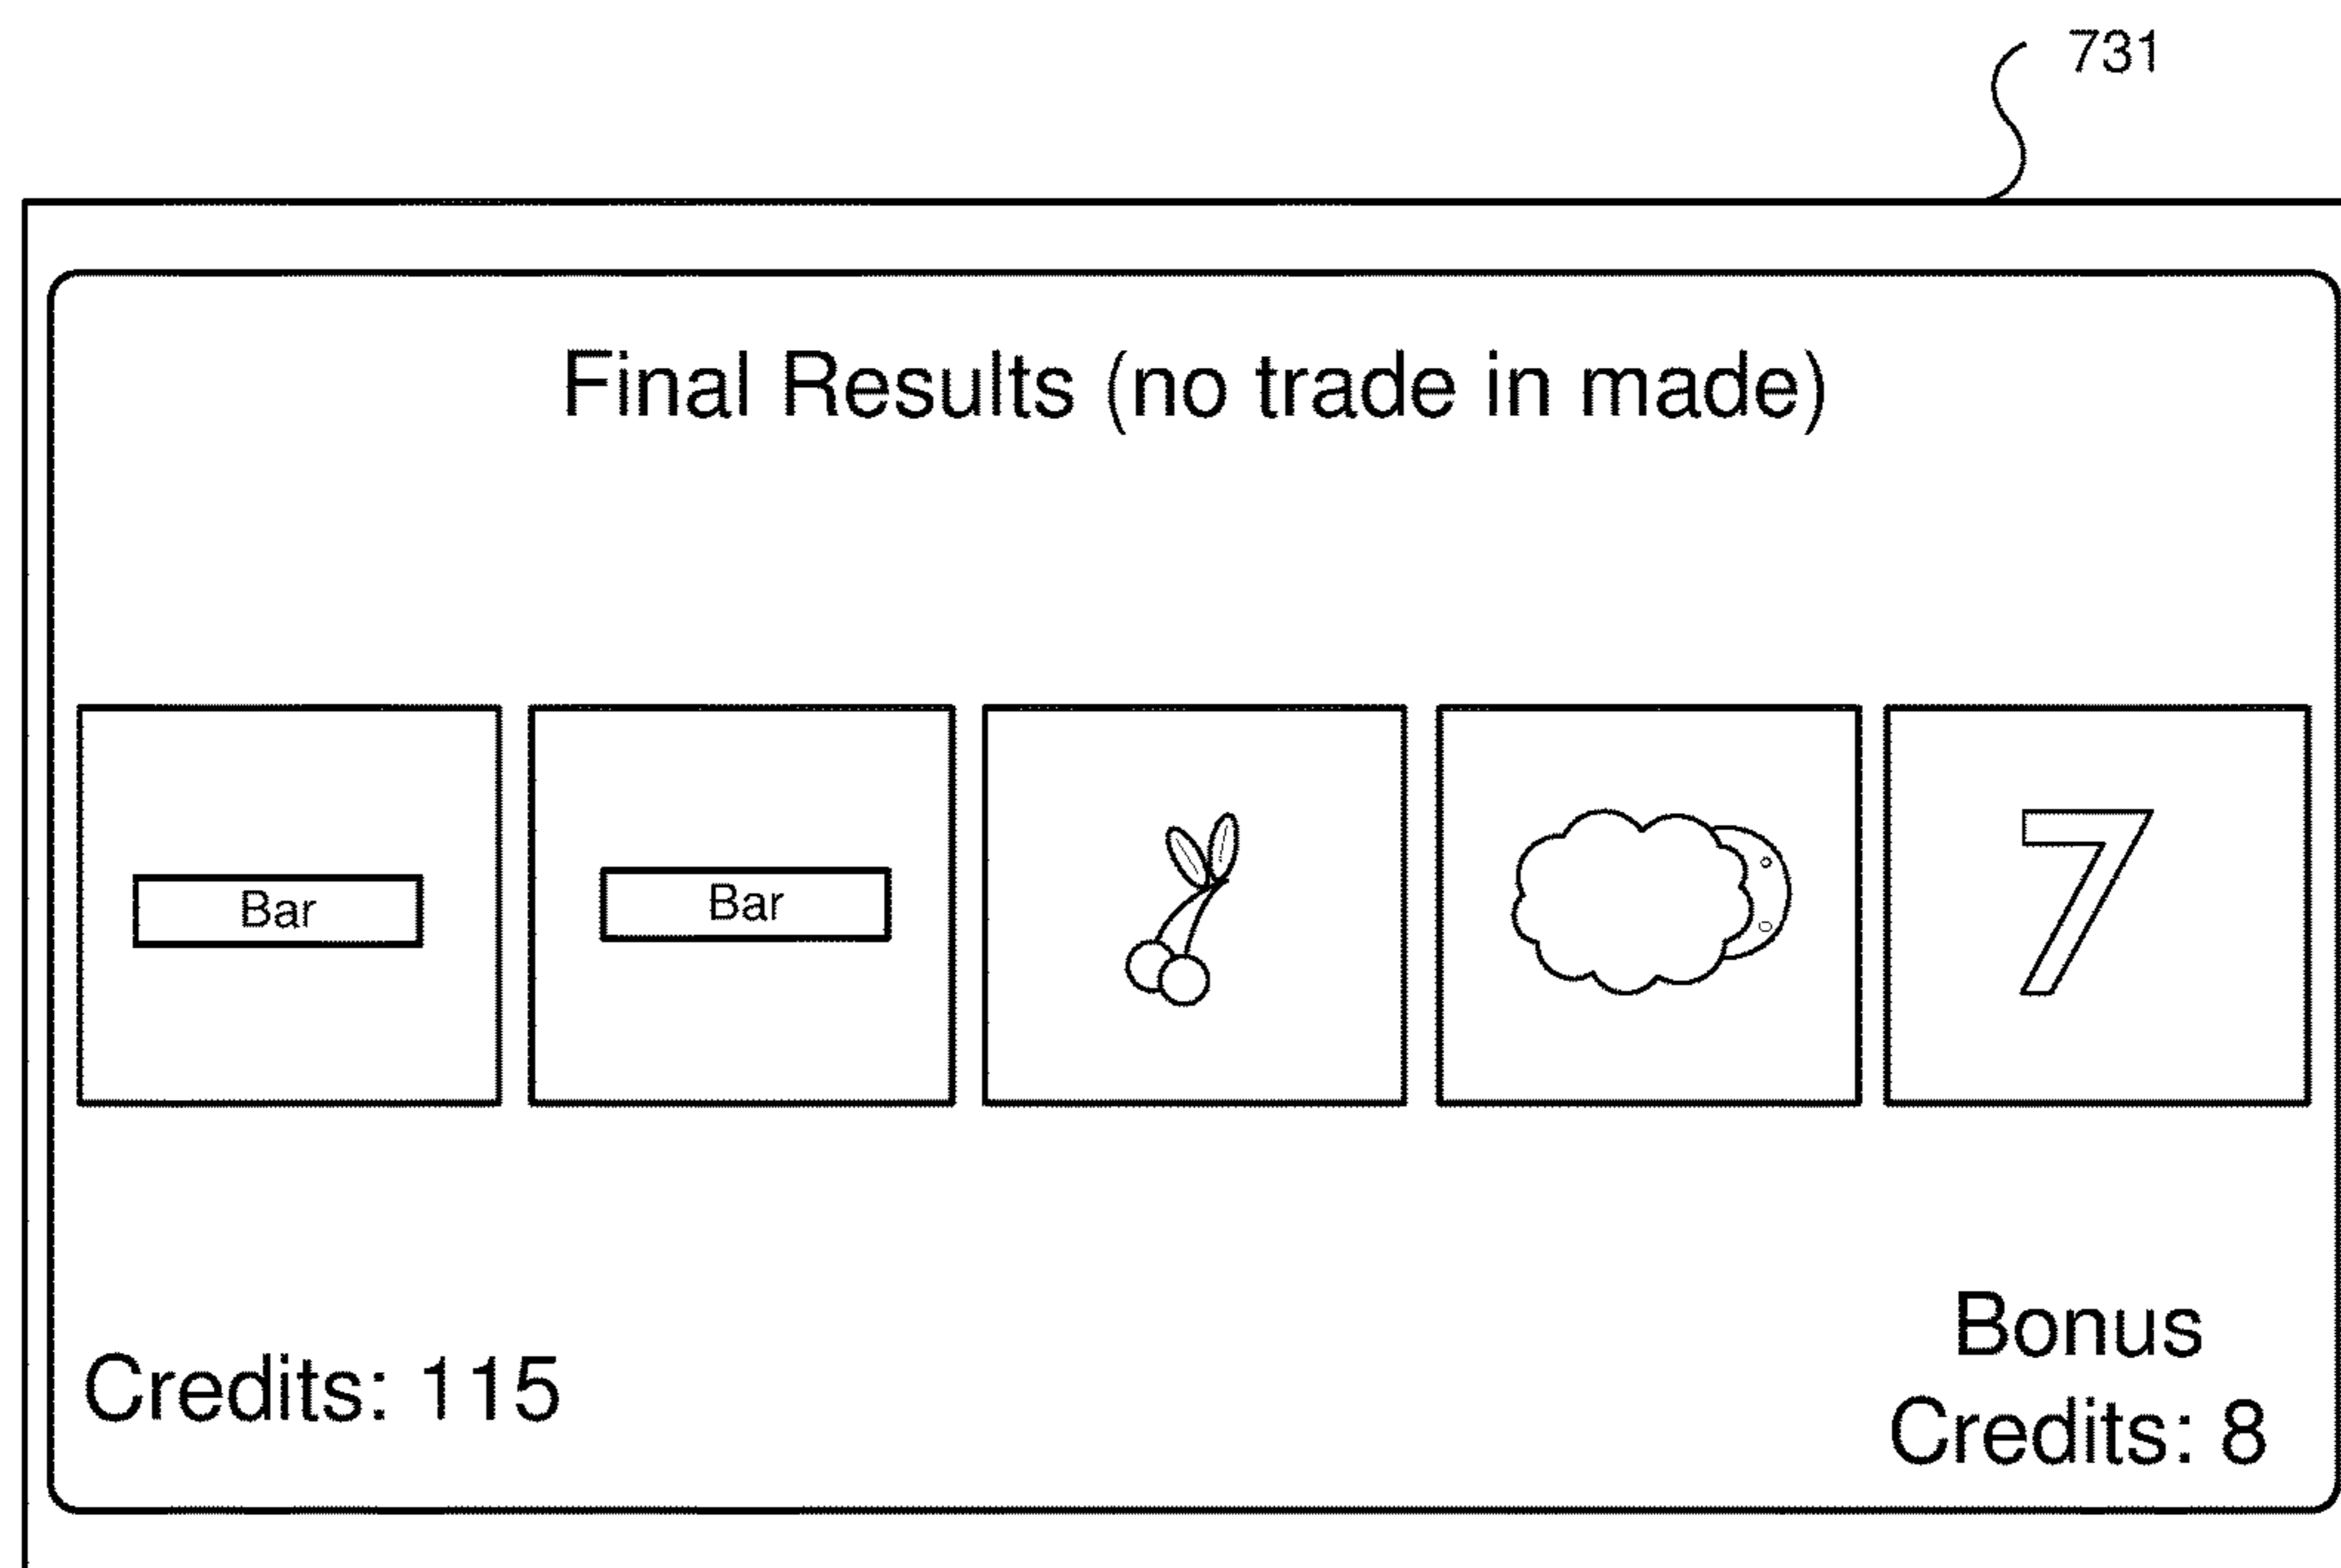 731
Final Results (no trade in made)
Bar
Bar
7
Credits: 115
Bonus
Credits: 8